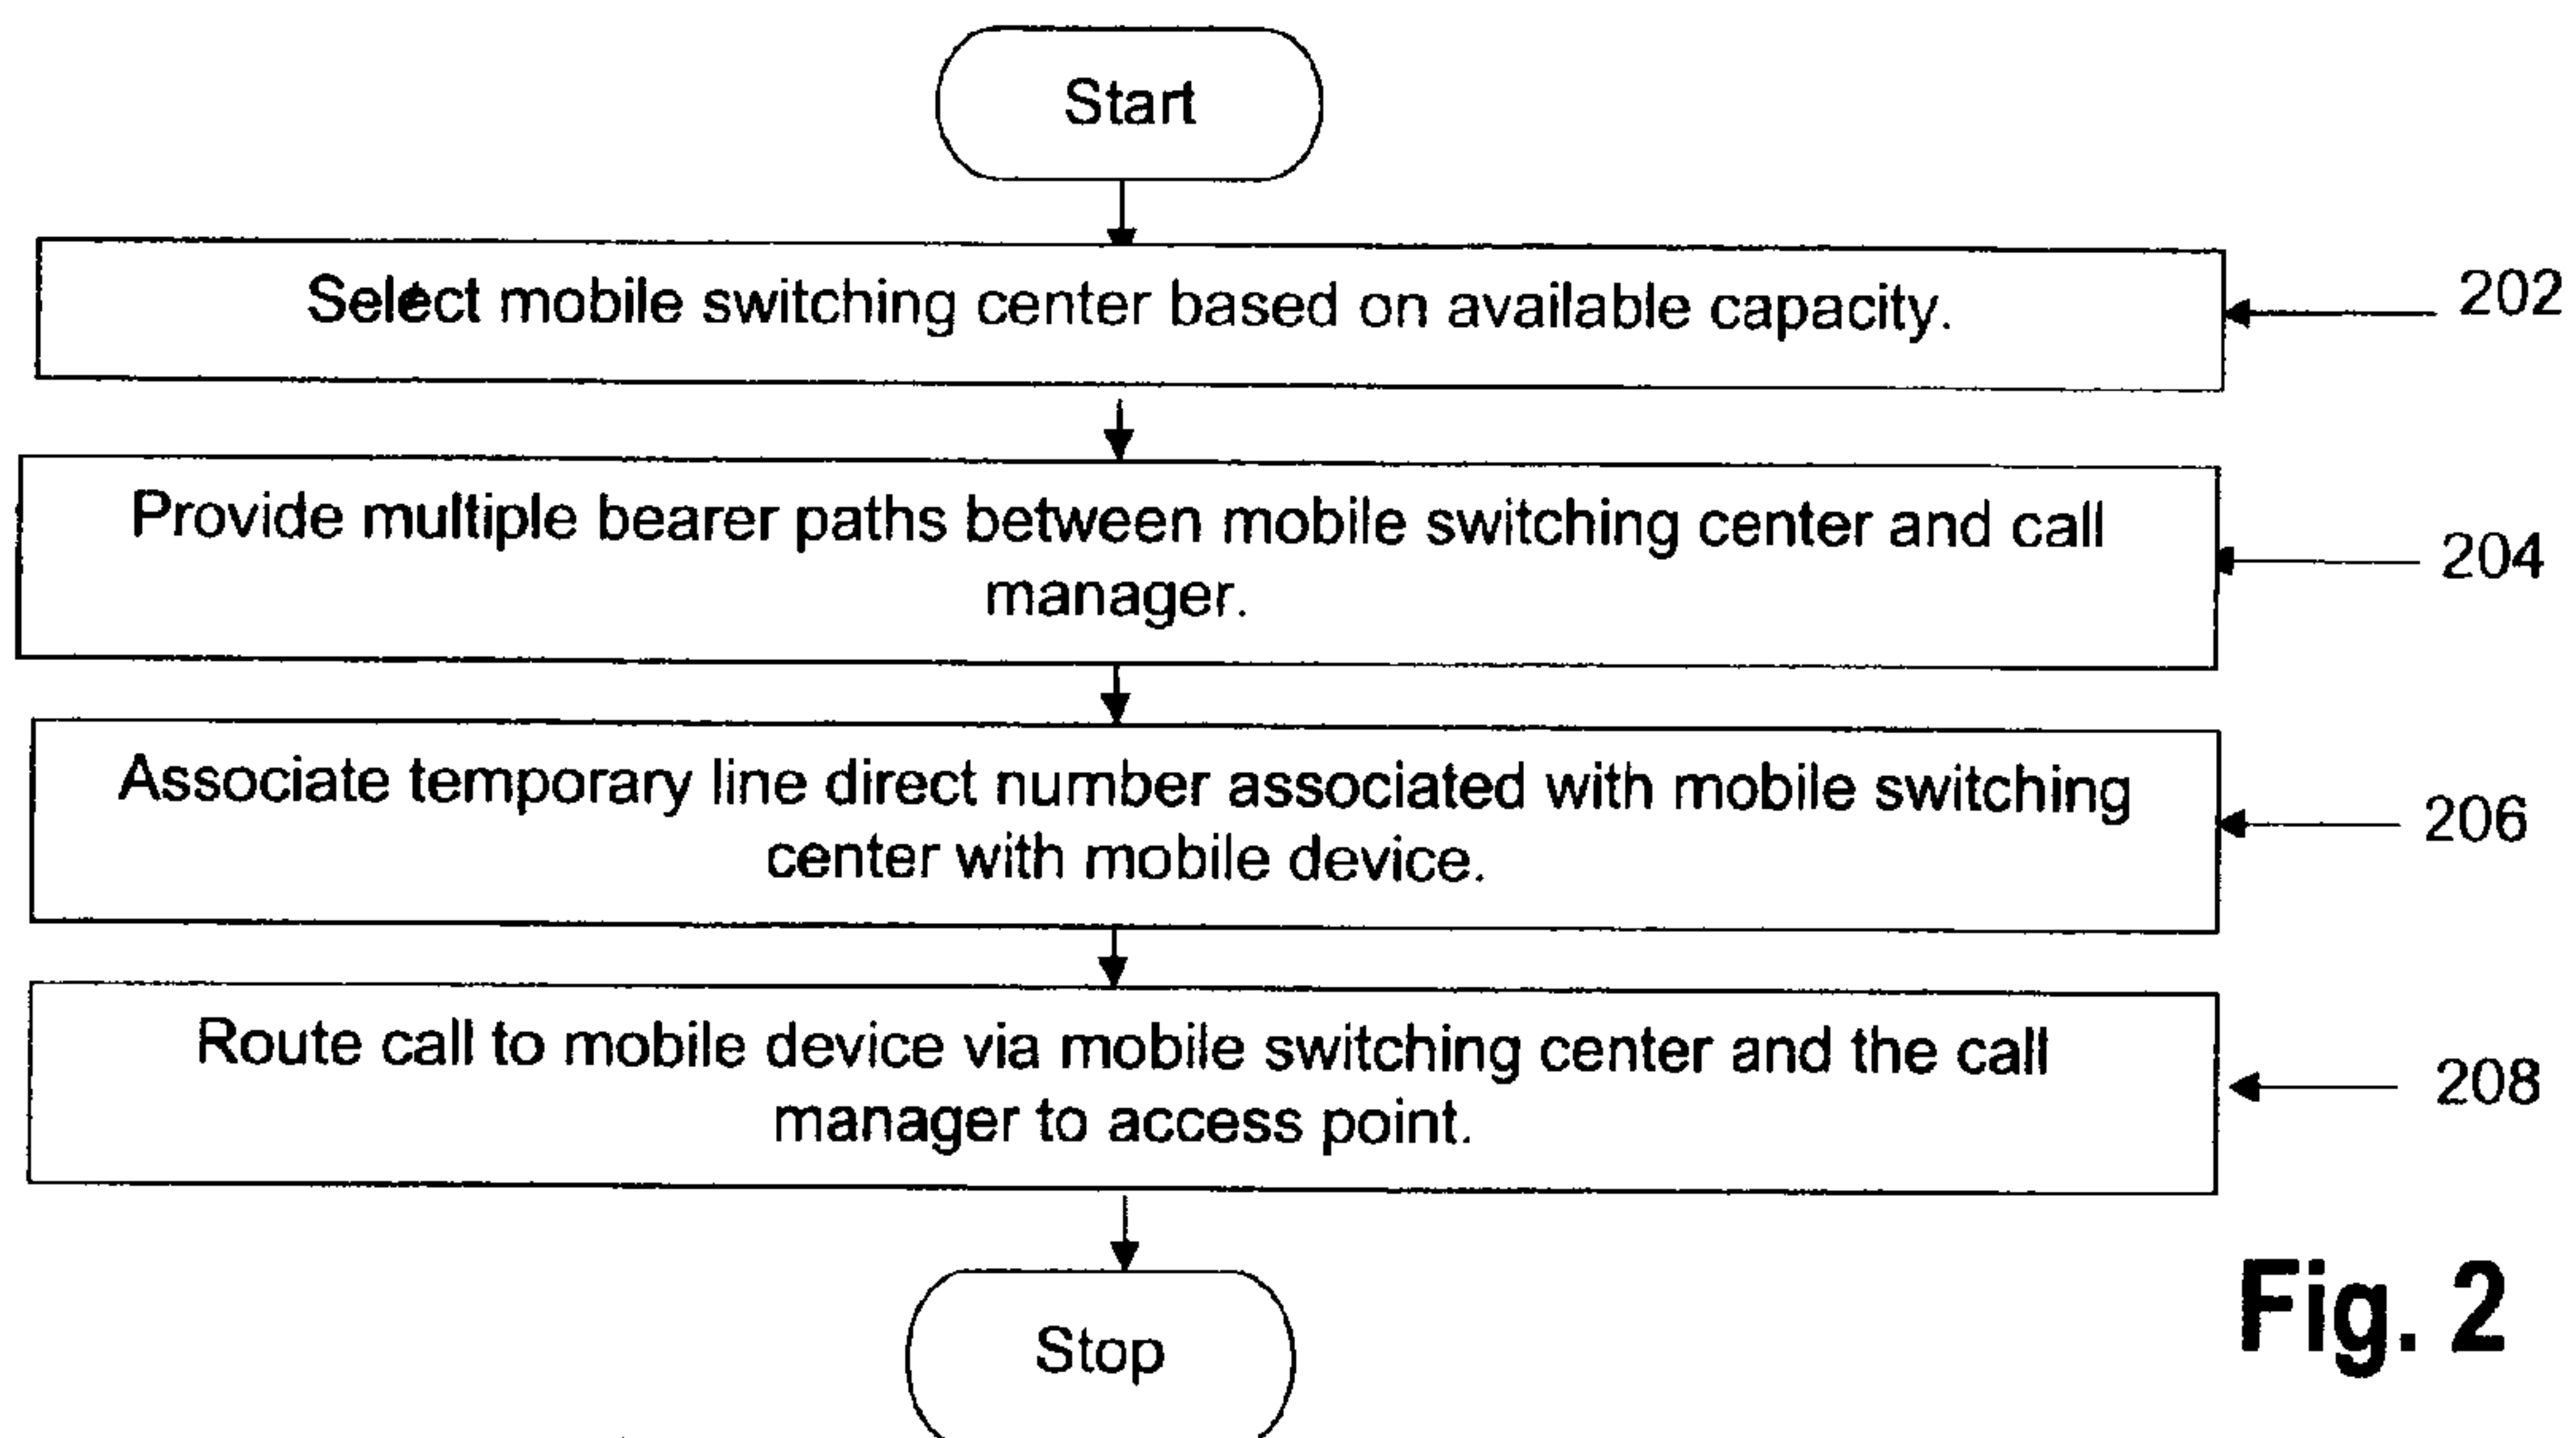 Start
Select mobile switching center based on available capacity.
202
Provide multiple bearer paths between mobile switching center and call
manager.
204
Associate temporary line direct number associated with mobile switching
center with mobile device.
206
Route call to mobile device via mobile switching center and the call
manager to access point.
208
Stop
Fig. 2